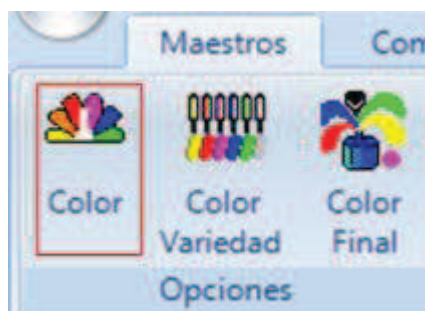 Maestros
Color
Color Variedad
Color Final
Opciones